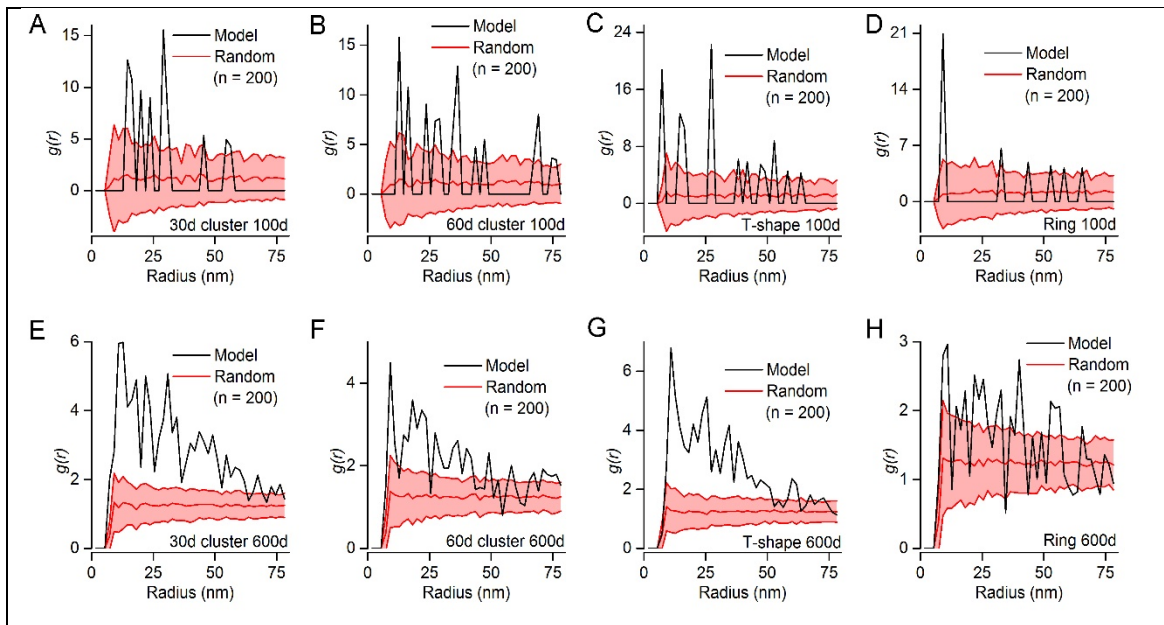 A
15
10
5
0
g(r)
Model
Random
(n = 200)
30d cluster 100d
0 25 50 75
Radius (nm)
B
15
10
5
0
g(r)
Model
Random
(n = 200)
60d cluster 100d
0 25 50 75
Radius (nm)
C
24
16
8
0
g(r)
Model
Random
(n = 200)
T-shape 100d
0 25 50 75
Radius (nm)
D
21
14
7
0
g(r)
Model
Random
(n = 200)
Ring 100d
0 25 50 75
Radius (nm)
E
6
4
2
0
g(r)
Model
Random
(n = 200)
30d cluster 600d
0 25 50 75
Radius (nm)
F
4
2
0
g(r)
Model
Random
(n = 200)
60d cluster 600d
0 25 50 75
Radius (nm)
G
6
4
2
0
g(r)
Model
Random
(n = 200)
T-shape 600d
0 25 50 75
Radius (nm)
H
3
2
1
0
g(r)
Model
Random
(n = 200)
Ring 600d
0 25 50 75
Radius (nm)